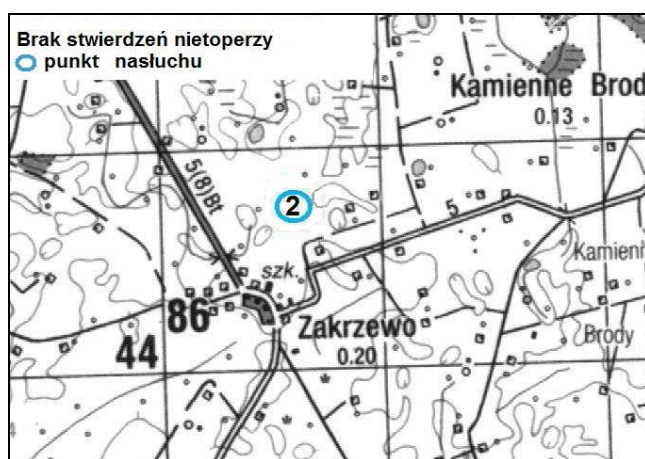 Brak stwierdzeń nietoperzy
punkt nasłuchu
Kamienne Brod
0.13
5(8)Bt
2
5
szk.
Kamienn
86
Zakrzewo
44
0.20
Brody